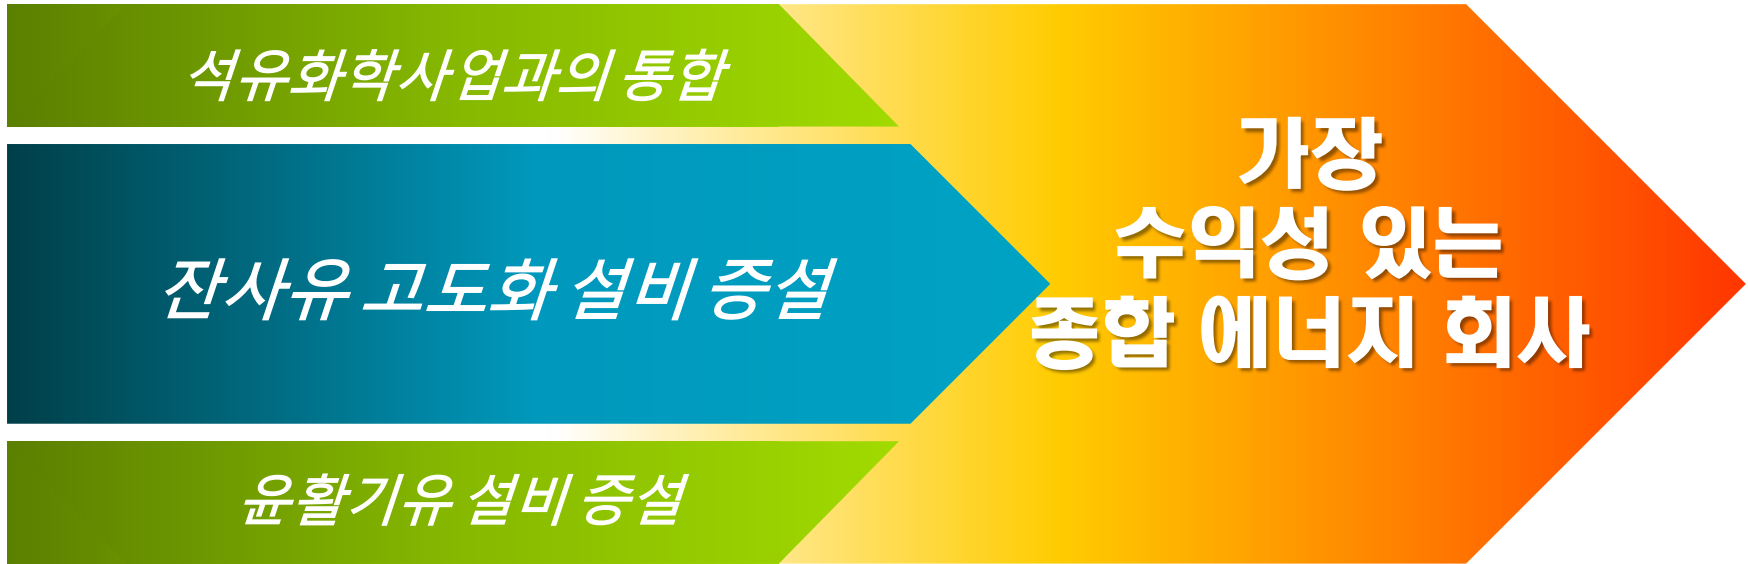 석유화학사업과의 통합
잔사유 고도화 설비 증설
윤활기유 설비 증설
가장
수익성 있는
종합 에너지 회사